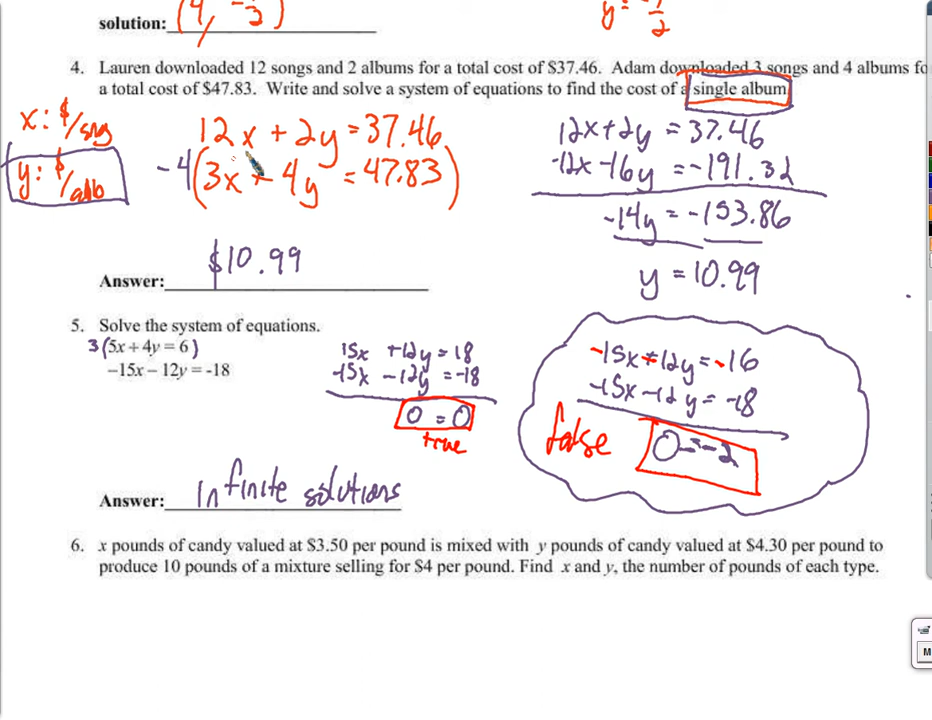 solution: (4, -1/2)
y = -1/2
4. Lauren downloaded 12 songs and 2 albums for a total cost of $37.46. Adam downloaded 3 songs and 4 albums fo
a total cost of $47.83. Write and solve a system of equations to find the cost of a single album
x: $/sng
y: $/alb
12x + 2y = 37.46
-4(3x + 4y = 47.83)
12x + 2y = 37.46
-12x -16y = -191.32
-14y = -153.86
y = 10.99
Answer: $10.99
5. Solve the system of equations.
3(5x + 4y = 6)
−15x − 12y = -18
15x + 12y = 18
-15x - 12y = -18
0 = 0
true
-15x + 12y = -16
-15x - 12y = -18
false 0 = -2
Answer: Infinite solutions
6. x pounds of candy valued at $3.50 per pound is mixed with y pounds of candy valued at $4.30 per pound to
produce 10 pounds of a mixture selling for $4 per pound. Find x and y, the number of pounds of each type.
M